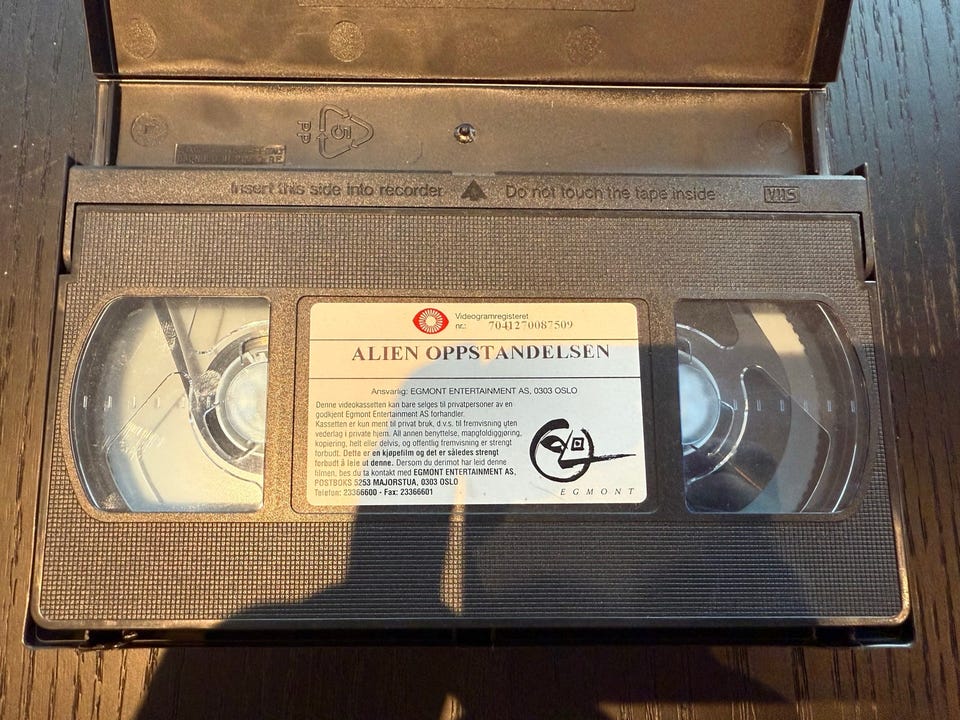 5
PP
Insert this side into recorder Do not touch the tape inside VHS
Videogramregisteret
nr.: 7041270087509
ALIEN OPPSTANDELSEN
Ansvarlig: EGMONT ENTERTAINMENT AS, 0303 OSLO
Denne videokassetten kan bare selges til privatpersoner av en
godkjent Egmont Entertainment AS forhandler.
Kassetten er kun ment til privat bruk, d.v.s. til fremvisning uten
vederlag i private hjem. All annen benyttelse, mangfoldiggjøring,
kopiering, helt eller delvis, og offentlig fremvisning er strengt
forbudt. Dette er en kjøpefilm og det er således strengt
forbudt å leie ut denne. Dersom du derimot har leid denne
filmen, bes du ta kontakt med EGMONT ENTERTAINMENT AS,
POSTBOKS 5253 MAJORSTUA, 0303 OSLO
Telefon: 23366600 - Fax: 23366601
EGMONT